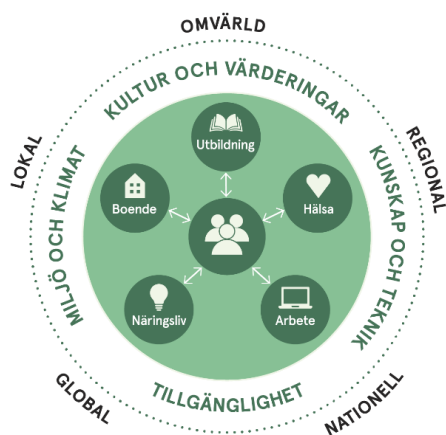 OMVÄRLD
KULTUR OCH VÄRDERINGAR
LOKAL
REGIONAL
MILJÖ OCH KLIMAT
KUNSKAP OCH TEKNIK
Utbildning
Boende
Hälsa
Näringsliv
Arbete
TILLGÄNGLIGHET
GLOBAL
NATIONELL